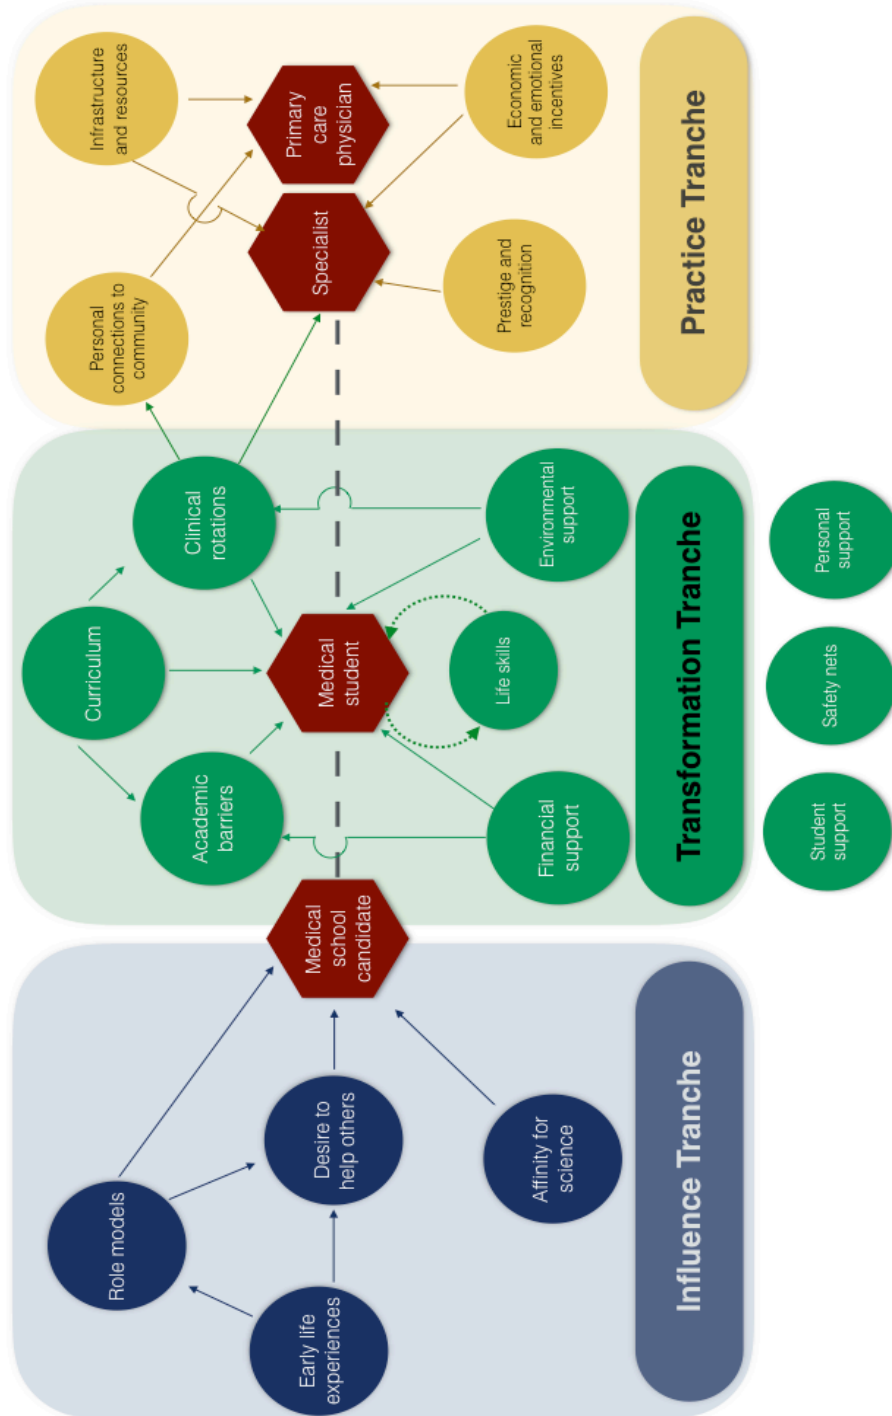 Role models
Early life
experiences
Desire to
help others
Affinity for
science
Medical
school
candidate
Influence Tranche
Curriculum
Academic
barriers
Clinical
rotations
Medical
student
Financial
support
Life skills
Environmental
support
Transformation Tranche
Student
support
Safety nets
Personal
support
Personal
connections to
community
Infrastructure
and resources
Specialist
Primary
care
physician
Prestige and
recognition
Economic
and emotional
incentives
Practice Tranche